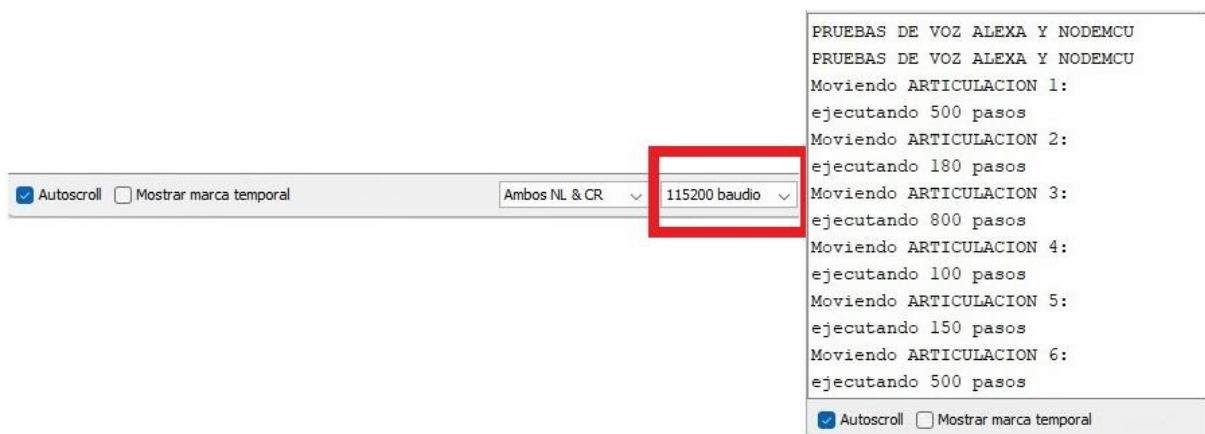 Autoscroll Mostrar marca temporal Ambos NL & CR 115200 baudio
PRUEBAS DE VOZ ALEXA Y NODEMCU
PRUEBAS DE VOZ ALEXA Y NODEMCU
Moviendo ARTICULACION 1:
ejecutando 500 pasos
Moviendo ARTICULACION 2:
ejecutando 180 pasos
Moviendo ARTICULACION 3:
ejecutando 800 pasos
Moviendo ARTICULACION 4:
ejecutando 100 pasos
Moviendo ARTICULACION 5:
ejecutando 150 pasos
Moviendo ARTICULACION 6:
ejecutando 500 pasos
Autoscroll Mostrar marca temporal